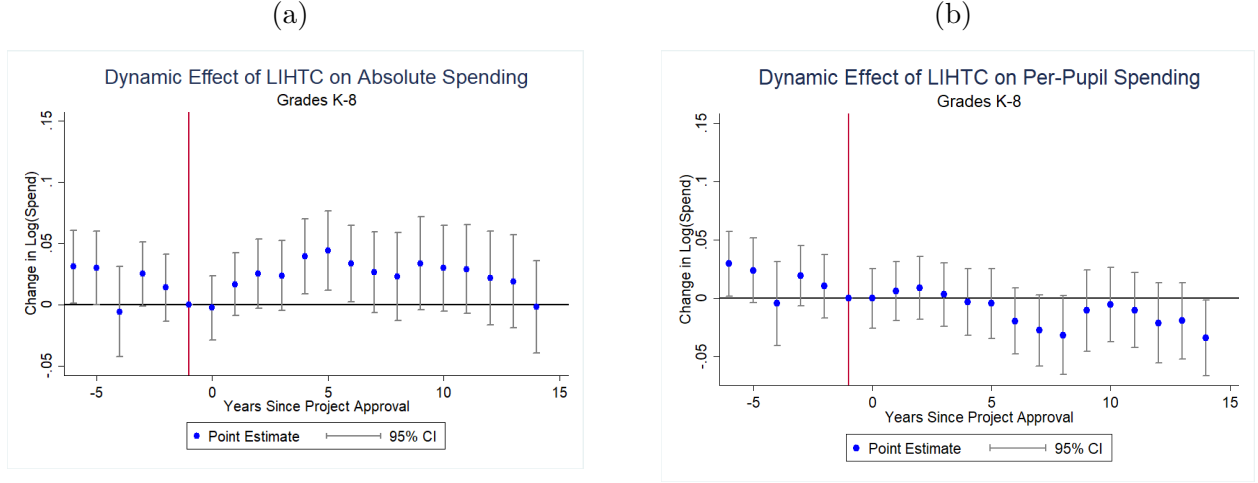 (a)
Dynamic Effect of LIHTC on Absolute Spending
Grades K-8
Change in Log(Spend)
.15
.1
.05
0
-.05
-5
0
5
10
15
Years Since Project Approval
Point Estimate
95% CI
(b)
Dynamic Effect of LIHTC on Per-Pupil Spending
Grades K-8
Change in Log(Spend)
.15
.1
.05
0
-.05
-5
0
5
10
15
Years Since Project Approval
Point Estimate
95% CI